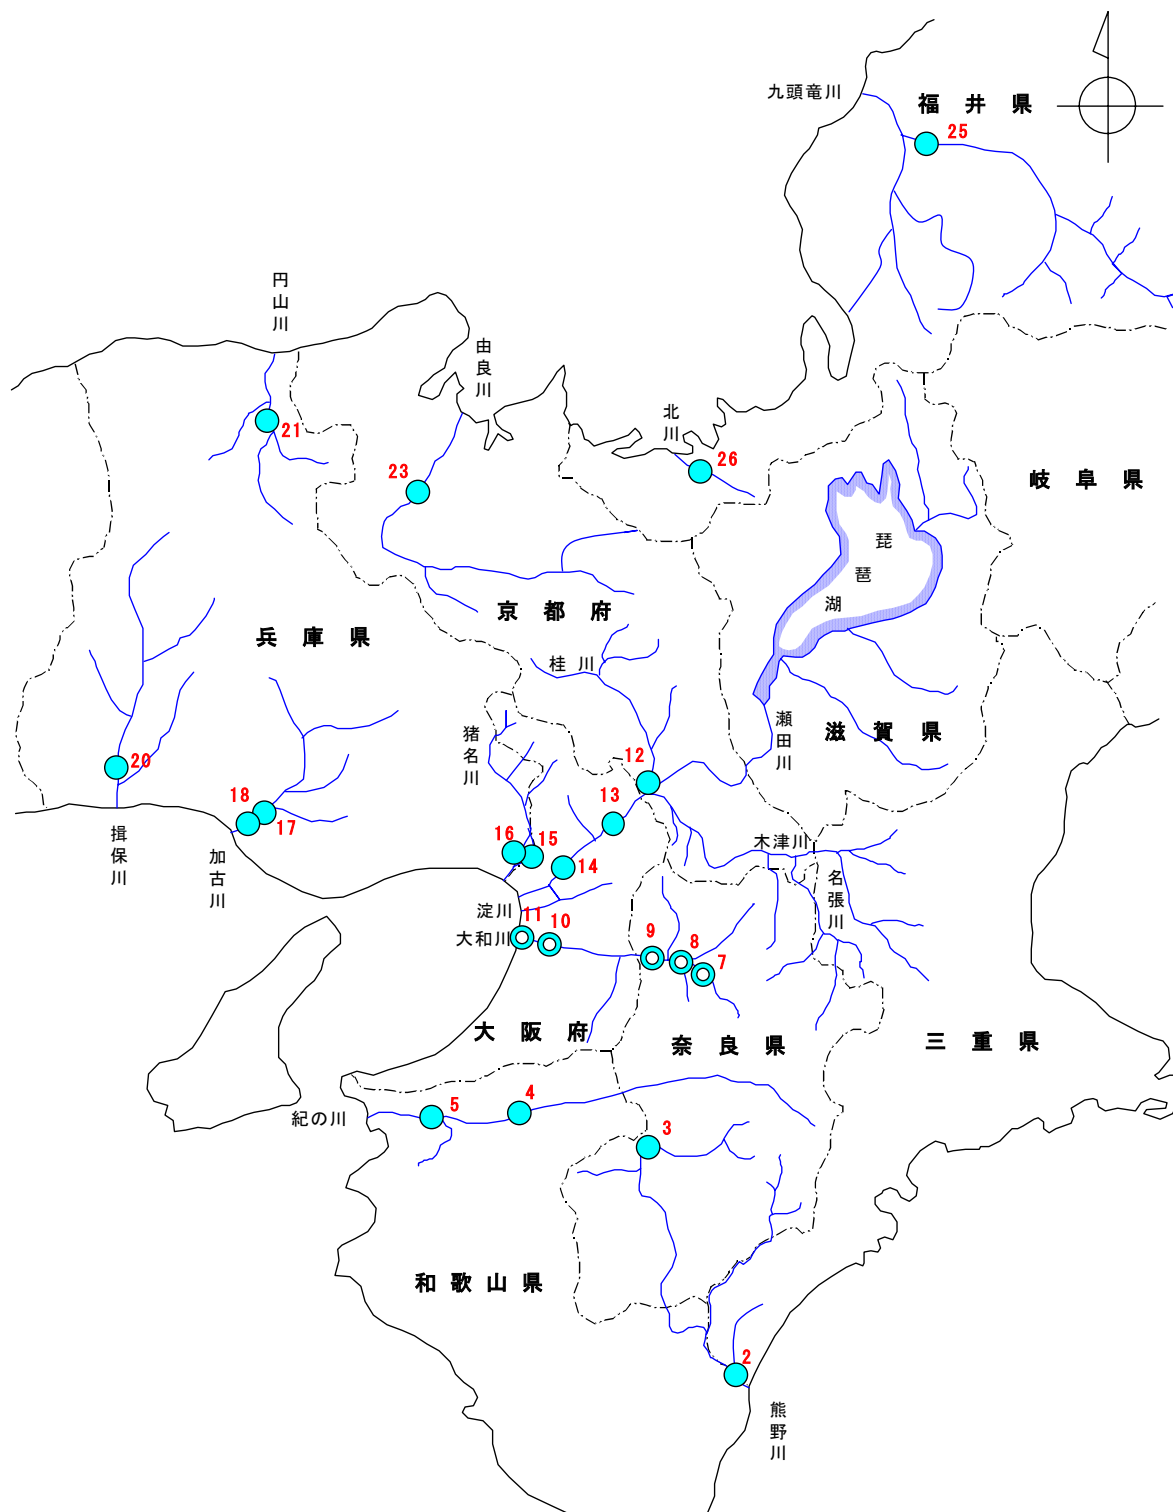 九頭竜川
福井県
25
円山川
由良川
北川
21
23
26
岐阜県
琵琶湖
京都府
兵庫県
桂川
瀬田川
滋賀県
猪名川
12
20
13
18
17
16
15
14
木津川
揖保川
加古川
名張川
淀川
11
10
大和川
9
8
7
大阪府
奈良県
三重県
紀の川
5
4
3
和歌山県
2
熊野川